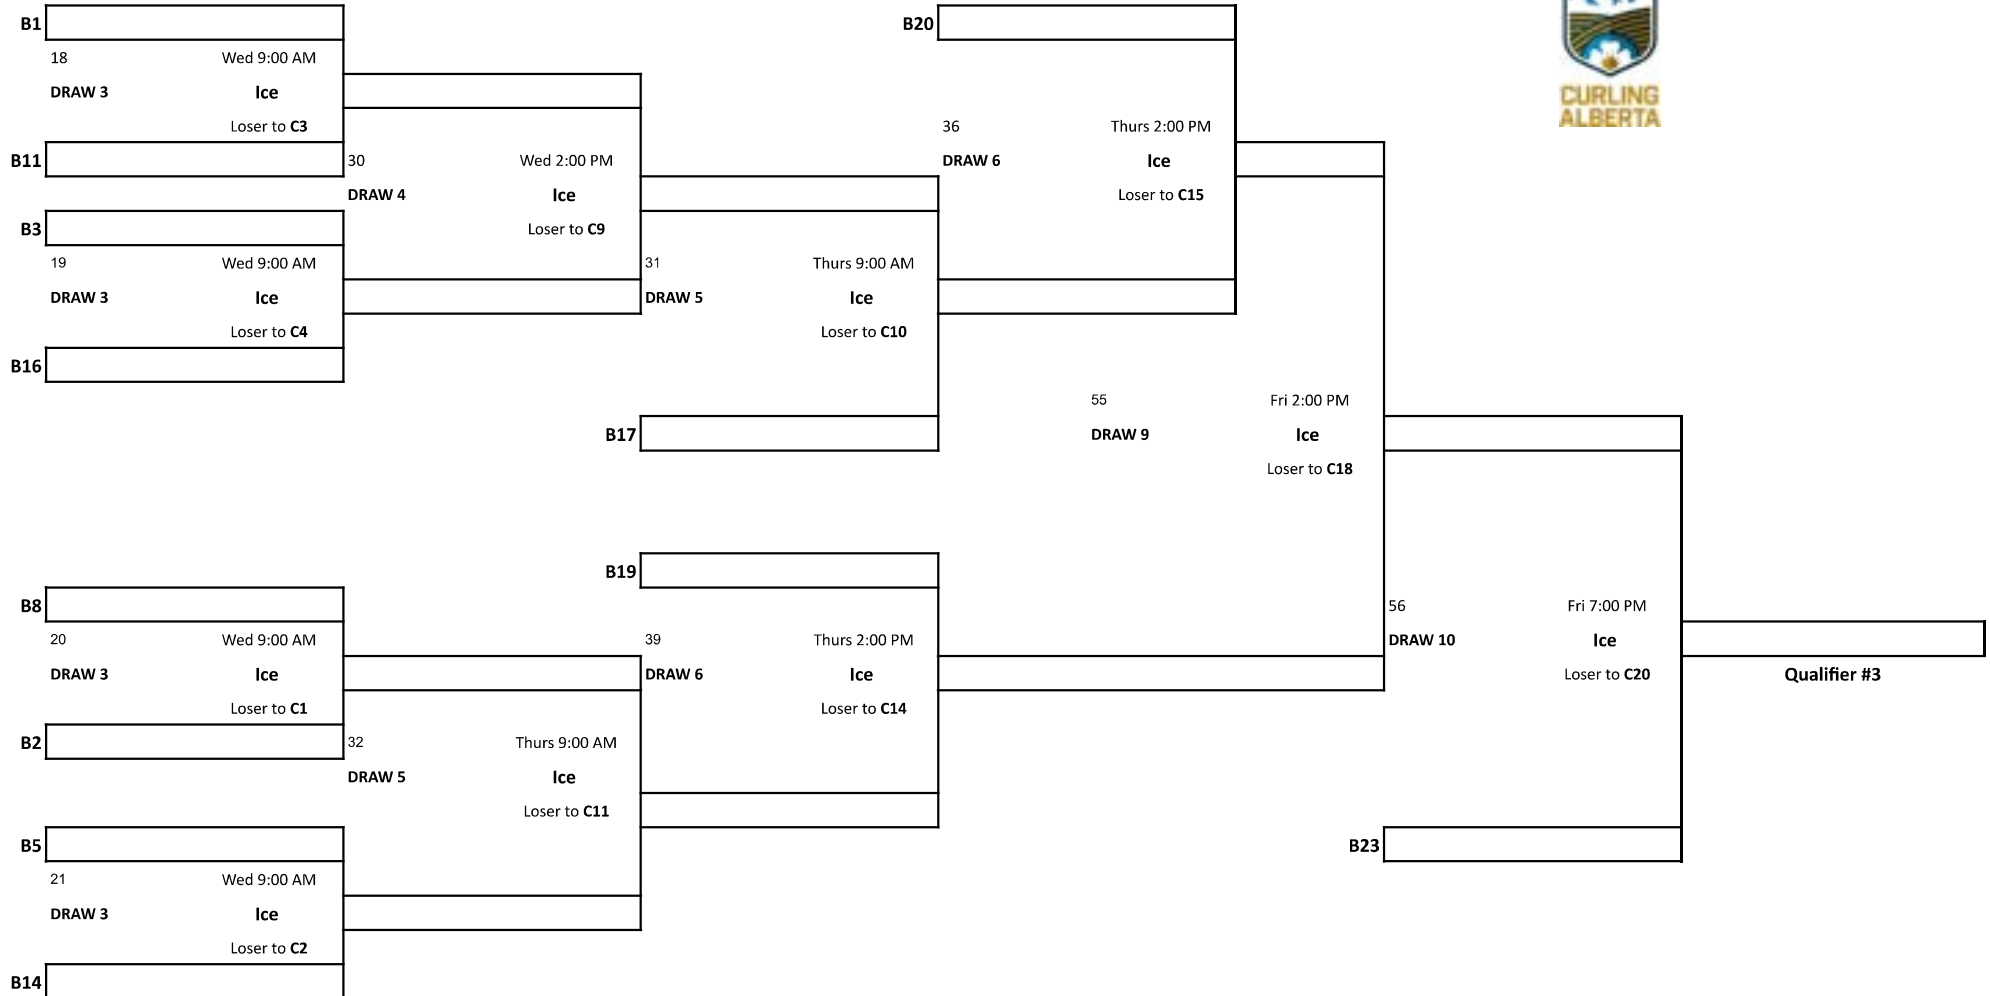 B1
18 Wed 9:00 AM
DRAW 3 Ice
Loser to C3
B11
B3
19 Wed 9:00 AM
DRAW 3 Ice
Loser to C4
B16
30 Wed 2:00 PM
DRAW 4 Ice
Loser to C9
31 Thurs 9:00 AM
DRAW 5 Ice
Loser to C10
B17
B20
36 Thurs 2:00 PM
DRAW 6 Ice
Loser to C15
CURLING
ALBERTA
55 Fri 2:00 PM
DRAW 9 Ice
Loser to C18
B19
B8
20 Wed 9:00 AM
DRAW 3 Ice
Loser to C1
B2
B5
21 Wed 9:00 AM
DRAW 3 Ice
Loser to C2
B14
32 Thurs 9:00 AM
DRAW 5 Ice
Loser to C11
39 Thurs 2:00 PM
DRAW 6 Ice
Loser to C14
56 Fri 7:00 PM
DRAW 10 Ice
Loser to C20
B23
Qualifier #3